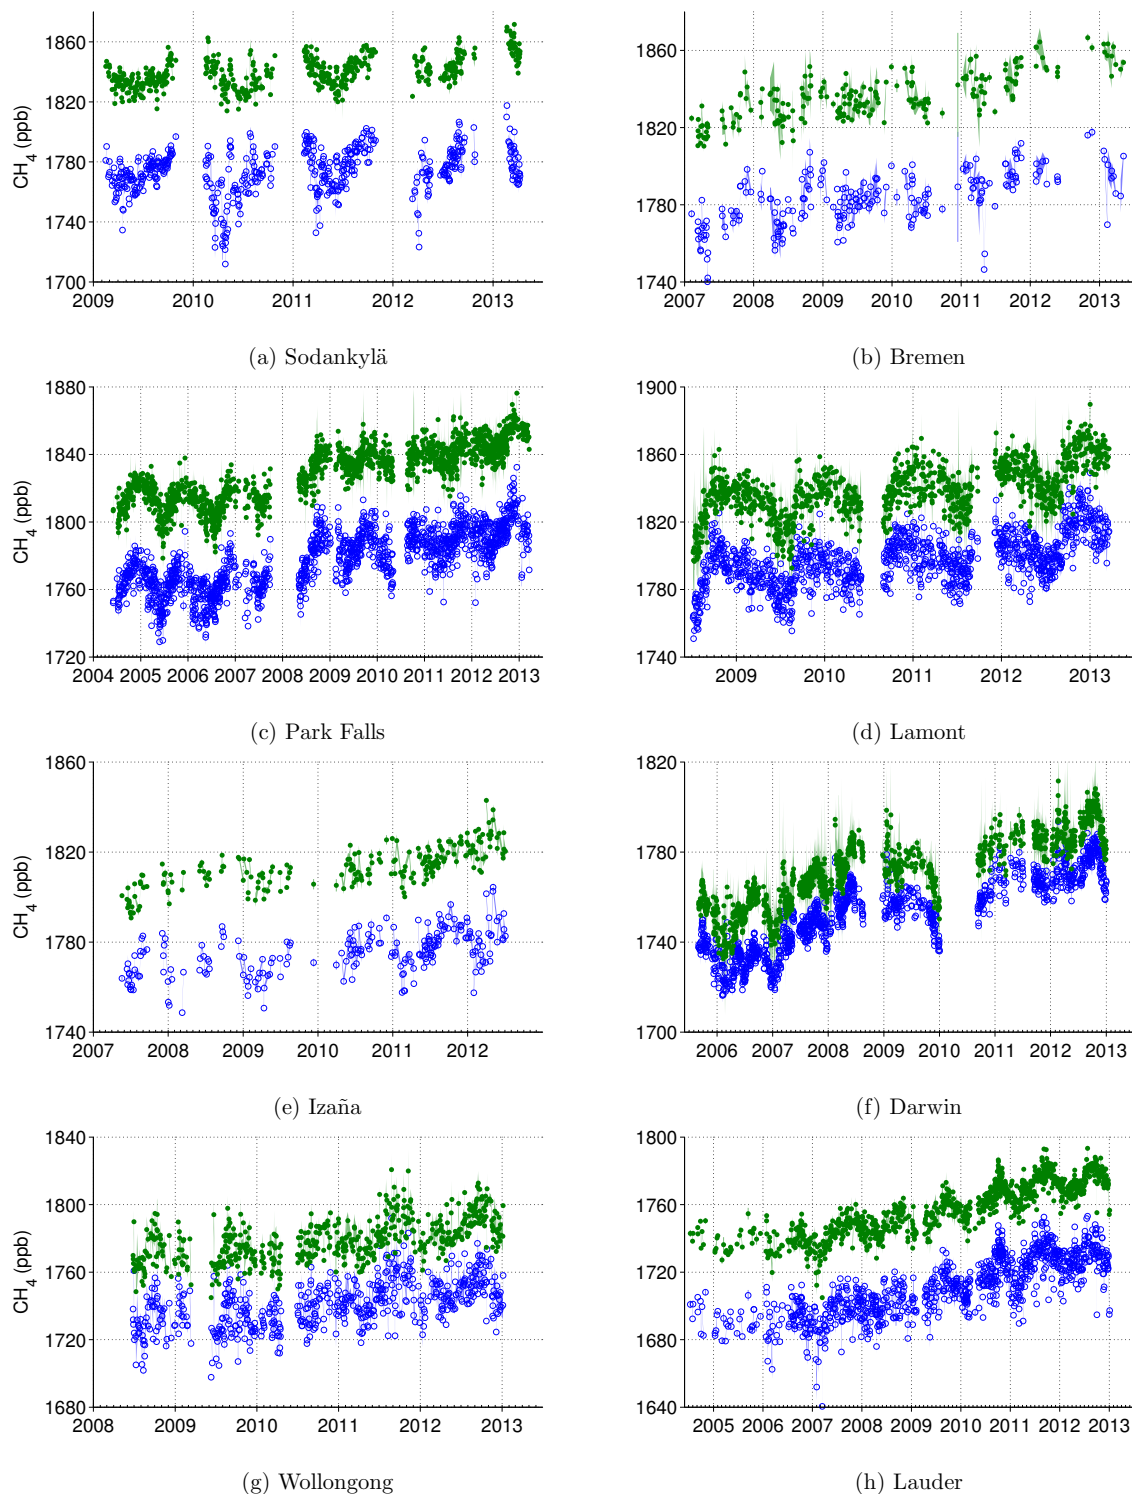 1860
1820
1780
1740
1700
CH4 (ppb)
2009 2010 2011 2012 2013
(a) Sodankylä
1860
1820
1780
1740
2007 2008 2009 2010 2011 2012 2013
(b) Bremen
1880
1840
1800
1760
1720
CH4 (ppb)
2004 2005 2006 2007 2008 2009 2010 2011 2012 2013
(c) Park Falls
1900
1860
1820
1780
1740
2009 2010 2011 2012 2013
(d) Lamont
1860
1820
1780
1740
CH4 (ppb)
2007 2008 2009 2010 2011 2012
(e) Izaña
1820
1780
1740
1700
2006 2007 2008 2009 2010 2011 2012 2013
(f) Darwin
1840
1800
1760
1720
1680
CH4 (ppb)
2008 2009 2010 2011 2012 2013
(g) Wollongong
1800
1760
1720
1680
1640
2005 2006 2007 2008 2009 2010 2011 2012 2013
(h) Lauder